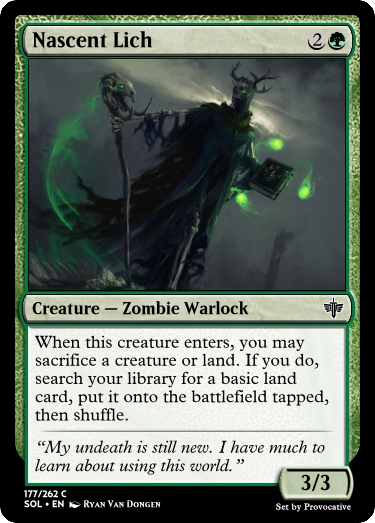 Nascent Lich 2
Creature — Zombie Warlock
When this creature enters, you may
sacrifice a creature or land. If you do,
search your library for a basic land
card, put it onto the battlefield tapped,
then shuffle.
“My undeath is still new. I have much to
learn about using this world.”
3/3
177/262 C
SOL • EN Ryan Van Dongen
Set by Provocative